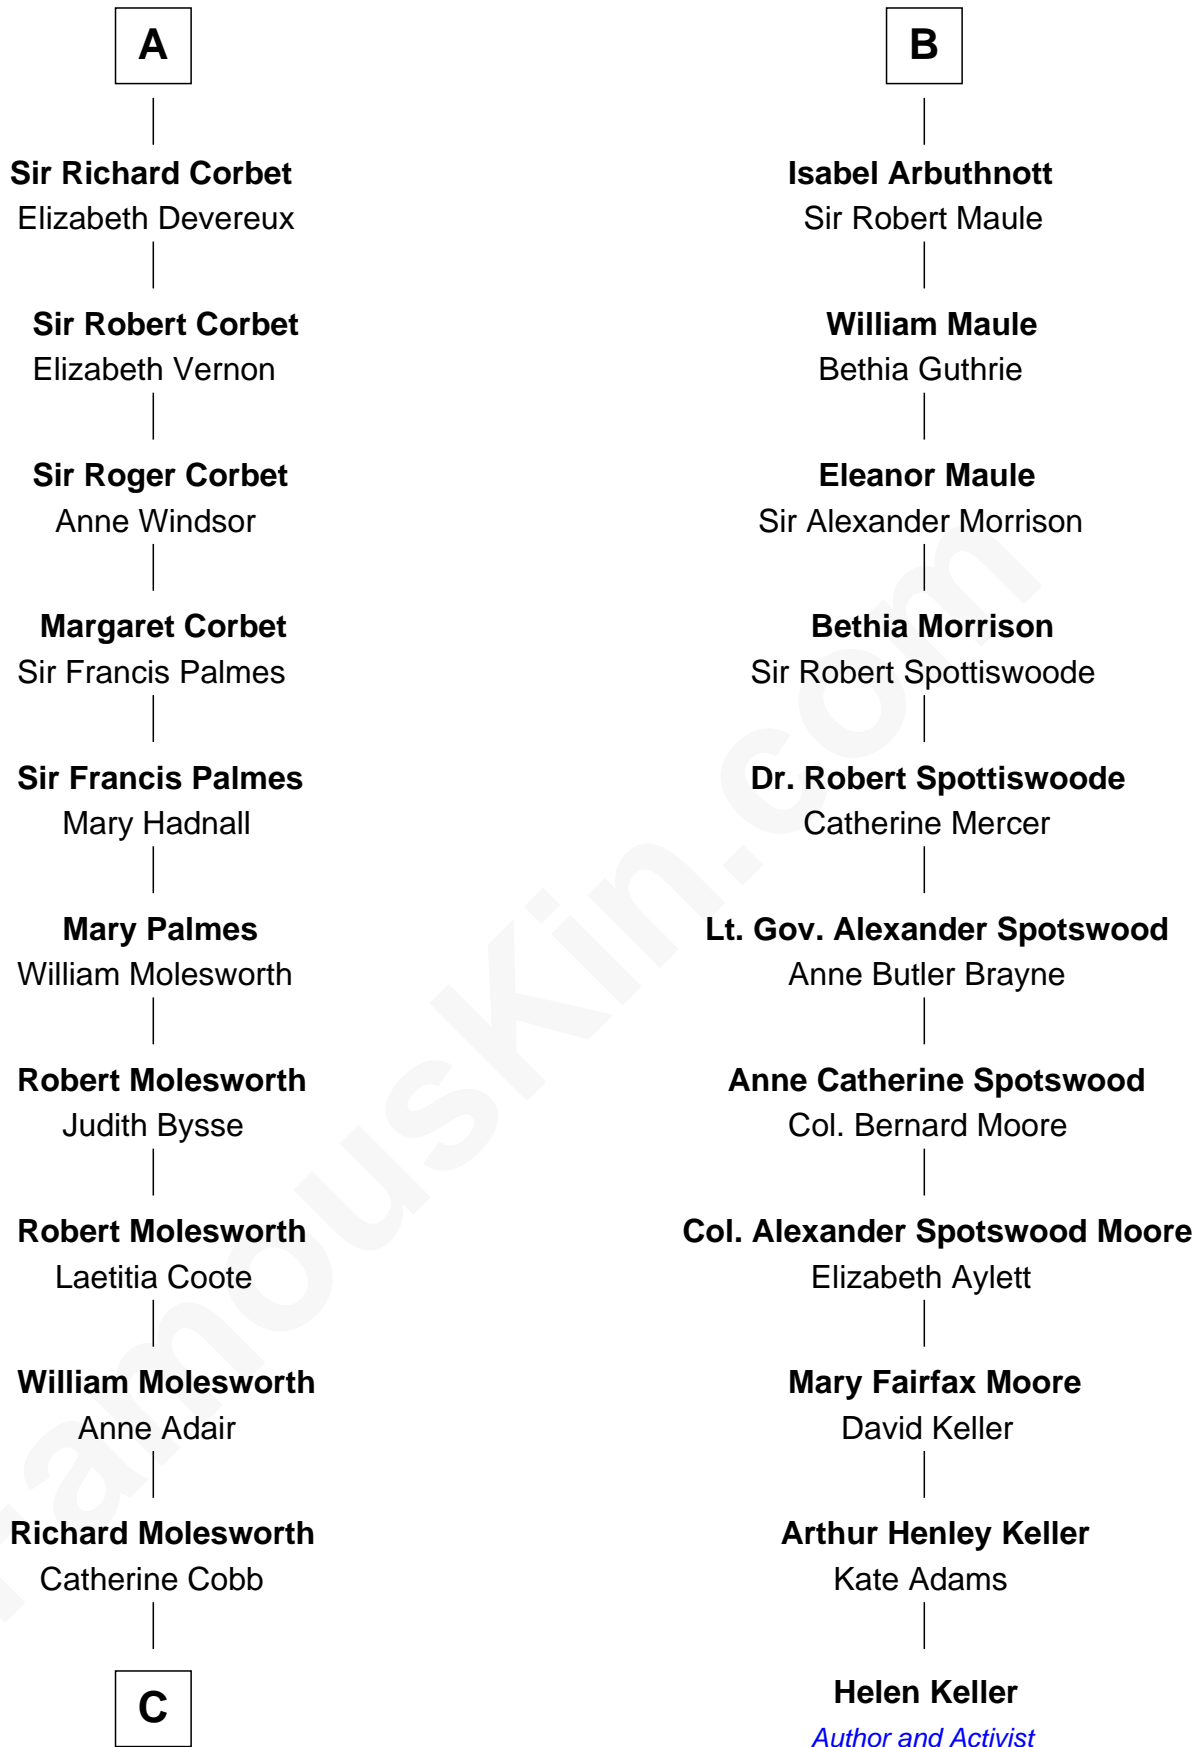 A
Sir Richard Corbet
Elizabeth Devereux
Sir Robert Corbet
Elizabeth Vernon
Sir Roger Corbet
Anne Windsor
Margaret Corbet
Sir Francis Palmes
Sir Francis Palmes
Mary Hadnall
Mary Palmes
William Molesworth
Robert Molesworth
Judith Bysse
Robert Molesworth
Laetitia Coote
William Molesworth
Anne Adair
Richard Molesworth
Catherine Cobb
C
B
Isabel Arbuthnott
Sir Robert Maule
William Maule
Bethia Guthrie
Eleanor Maule
Sir Alexander Morrison
Bethia Morrison
Sir Robert Spottiswoode
Dr. Robert Spottiswoode
Catherine Mercer
Lt. Gov. Alexander Spotswood
Anne Butler Brayne
Anne Catherine Spotswood
Col. Bernard Moore
Col. Alexander Spotswood Moore
Elizabeth Aylett
Mary Fairfax Moore
David Keller
Arthur Henley Keller
Kate Adams
Helen Keller
Author and Activist
FamousKin.com